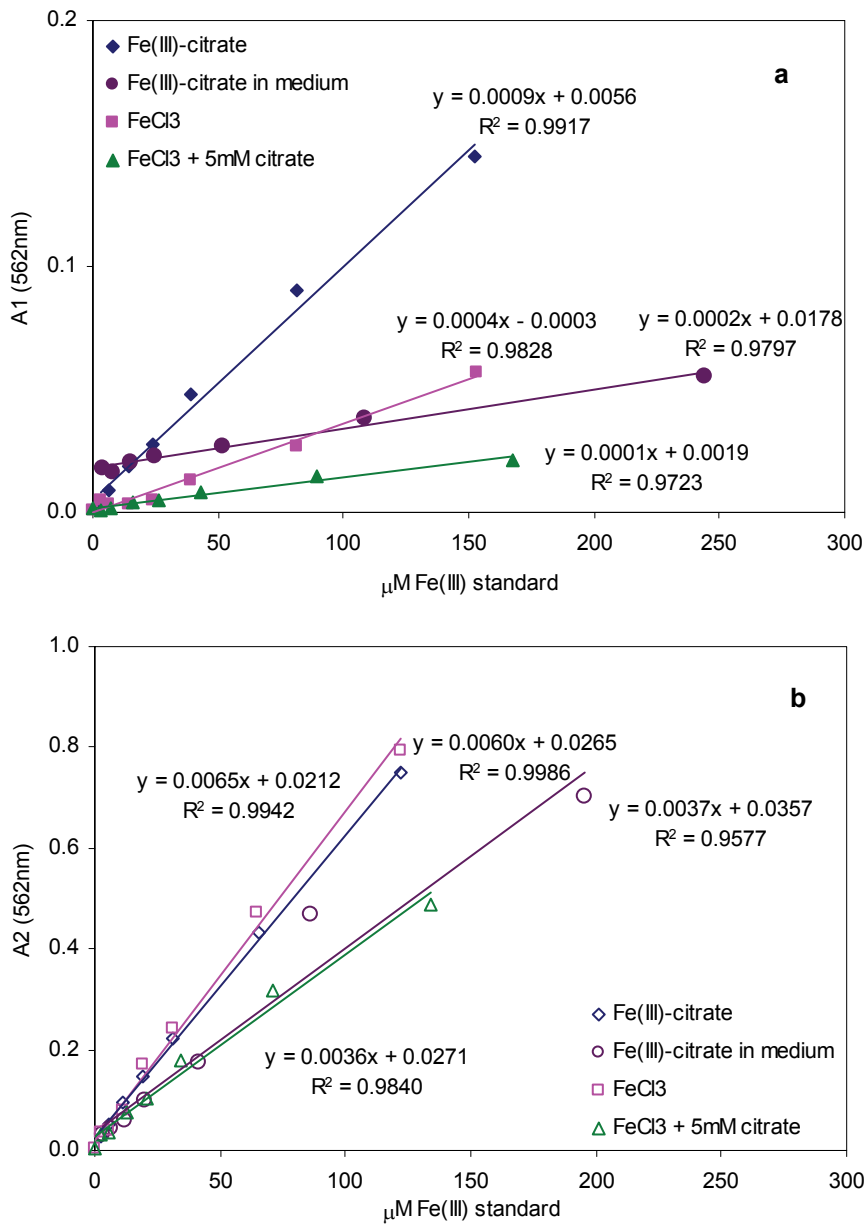 0.2
Fe(III)-citrate
Fe(III)-citrate in medium
FeCl3
FeCl3 + 5mM citrate
a
y = 0.0009x + 0.0056
R² = 0.9917
A1 (562nm)
0.1
y = 0.0004x - 0.0003
R² = 0.9828
y = 0.0002x + 0.0178
R² = 0.9797
y = 0.0001x + 0.0019
R² = 0.9723
0.0
0 50 100 150 200 250 300
μM Fe(III) standard
1.0
b
0.8
y = 0.0065x + 0.0212
R² = 0.9942
y = 0.0060x + 0.0265
R² = 0.9986
y = 0.0037x + 0.0357
R² = 0.9577
0.6
A2 (562nm)
0.4
0.2
y = 0.0036x + 0.0271
R² = 0.9840
Fe(III)-citrate
Fe(III)-citrate in medium
FeCl3
FeCl3 + 5mM citrate
0.0
0 50 100 150 200 250 300
μM Fe(III) standard